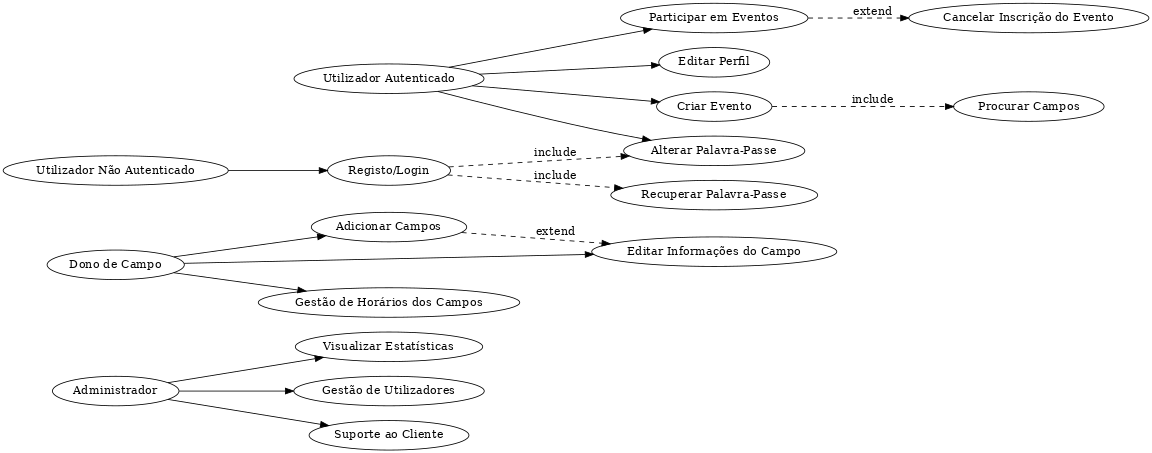 Participar em Eventos
extend
Cancelar Inscrição do Evento
Utilizador Autenticado
Editar Perfil
Criar Evento
include
Procurar Campos
Alterar Palavra-Passe
Utilizador Não Autenticado
Registo/Login
include
include
Recuperar Palavra-Passe
Adicionar Campos
extend
Editar Informações do Campo
Dono de Campo
Gestão de Horários dos Campos
Visualizar Estatísticas
Administrador
Gestão de Utilizadores
Suporte ao Cliente